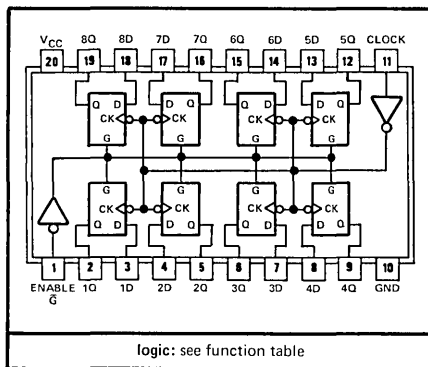 VCC 8Q 8D 7D 7Q 6Q 6D 5D 5Q CLOCK
20 19 18 17 16 15 14 13 12 11
Q D D Q Q D D Q
CK CK CK CK
G G G G
G G G G
CK CK CK CK
Q D D Q Q D D Q
1 2 3 4 5 6 7 8 9 10
ENABLE 1Q 1D 2D 2Q 3Q 3D 4D 4Q GND
G̅
logic: see function table